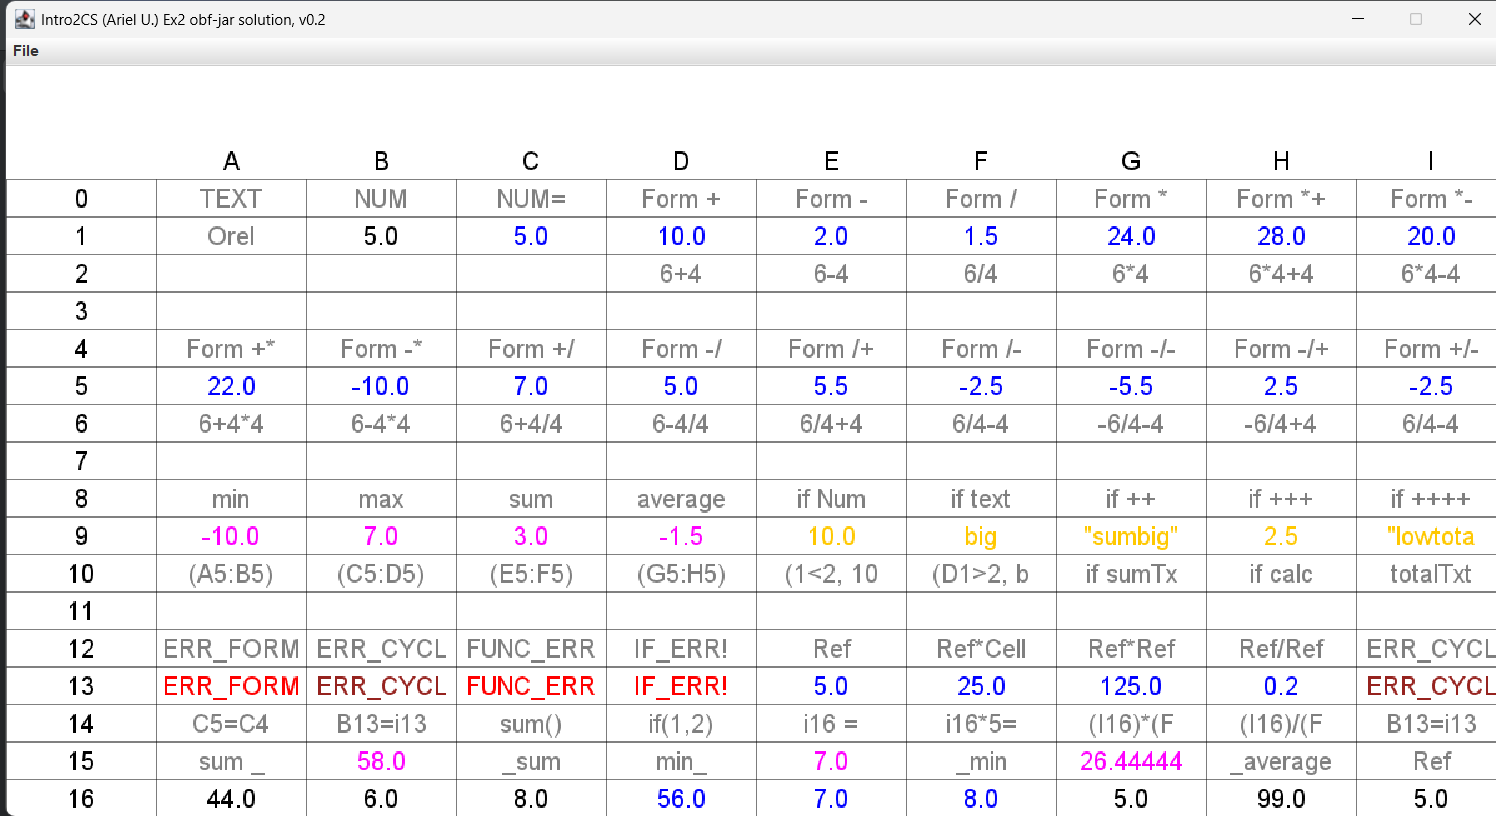 Intro2CS (Ariel U.) Ex2 obf-jar solution, v0.2
File
A B C D E F G H I
0 TEXT NUM NUM= Form + Form - Form / Form * Form *+ Form *-
1 Orel 5.0 5.0 10.0 2.0 1.5 24.0 28.0 20.0
2 6+4 6-4 6/4 6*4 6*4+4 6*4-4
3
4 Form +* Form -* Form +/ Form -/ Form /+ Form /- Form -/- Form -/+ Form +/-
5 22.0 -10.0 7.0 5.0 5.5 -2.5 -5.5 2.5 -2.5
6 6+4*4 6-4*4 6+4/4 6-4/4 6/4+4 6/4-4 -6/4-4 -6/4+4 6/4-4
7
8 min max sum average if Num if text if ++ if +++ if ++++
9 -10.0 7.0 3.0 -1.5 10.0 big "sumbig" 2.5 "lowtota
10 (A5:B5) (C5:D5) (E5:F5) (G5:H5) (1<2, 10 (D1>2, b if sumTx if calc totalTxt
11
12 ERR_FORM ERR_CYCL FUNC_ERR IF_ERR! Ref Ref*Cell Ref*Ref Ref/Ref ERR_CYCL
13 ERR_FORM ERR_CYCL FUNC_ERR IF_ERR! 5.0 25.0 125.0 0.2 ERR_CYCL
14 C5=C4 B13=i13 sum() if(1,2) i16 = i16*5= (I16)*(F (I16)/(F B13=i13
15 sum _ 58.0 _sum min_ 7.0 _min 26.44444 _average Ref
16 44.0 6.0 8.0 56.0 7.0 8.0 5.0 99.0 5.0